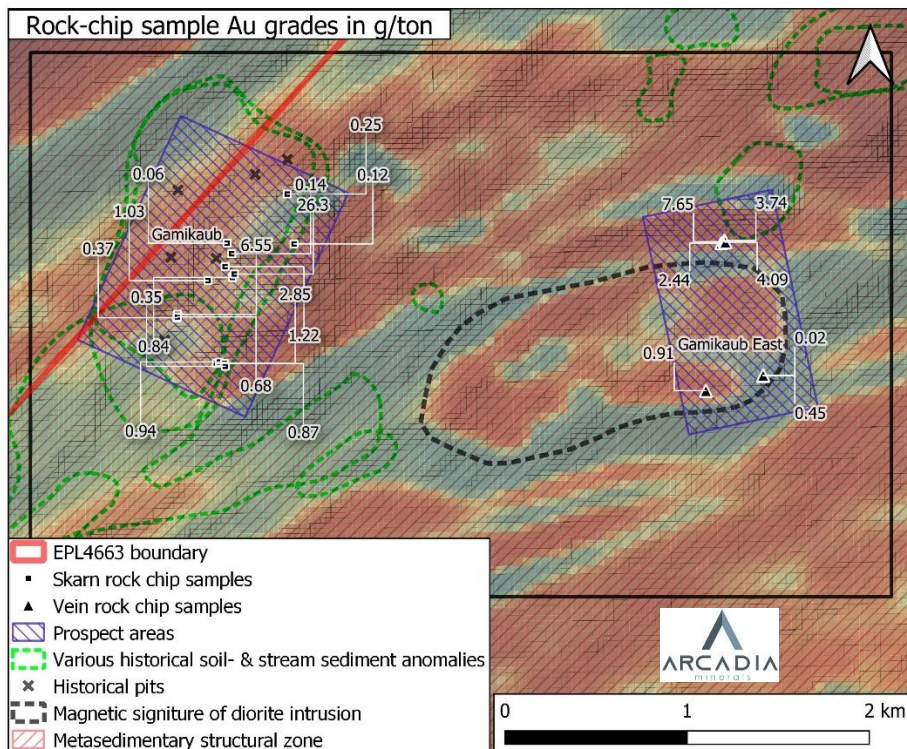 Rock-chip sample Au grades in g/ton
0.25
0.06
0.14
0.12
1.03
26.3
7.65
3.74
Gamikaub
6.55
0.37
2.44
4.09
0.35
2.85
0.84
1.22
0.91
Gamikaub East
0.02
0.68
0.45
0.94
0.87
EPL4663 boundary
Skarn rock chip samples
Vein rock chip samples
Prospect areas
Various historical soil- & stream sediment anomalies
Historical pits
Magnetic signiture of diorite intrusion
Metasedimentary structural zone
ARCADIA
minerals
0
1
2 km